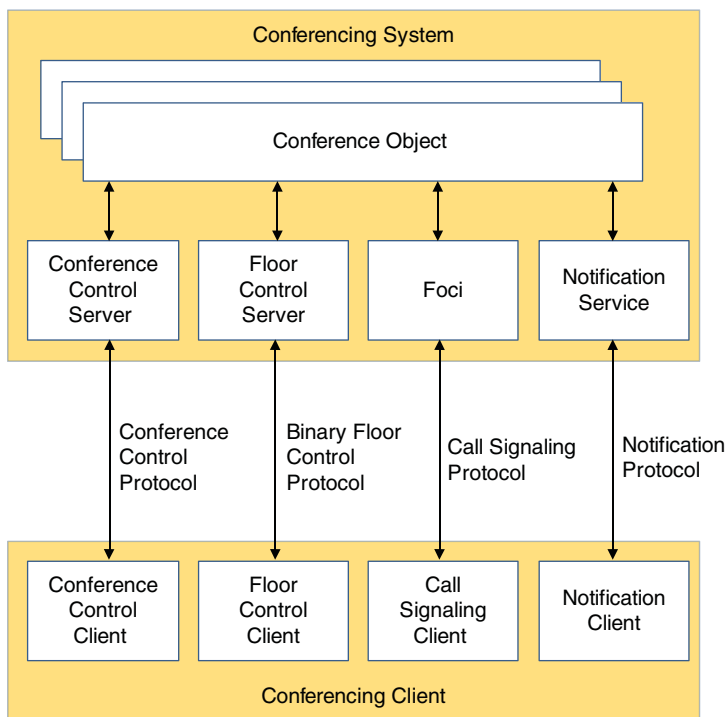 Conferencing System
Conference Object
Conference
Control
Server
Floor
Control
Server
Foci
Notification
Service
Conference
Control
Protocol
Binary Floor
Control
Protocol
Call Signaling
Protocol
Notification
Protocol
Conference
Control
Client
Floor
Control
Client
Call
Signaling
Client
Notification
Client
Conferencing Client